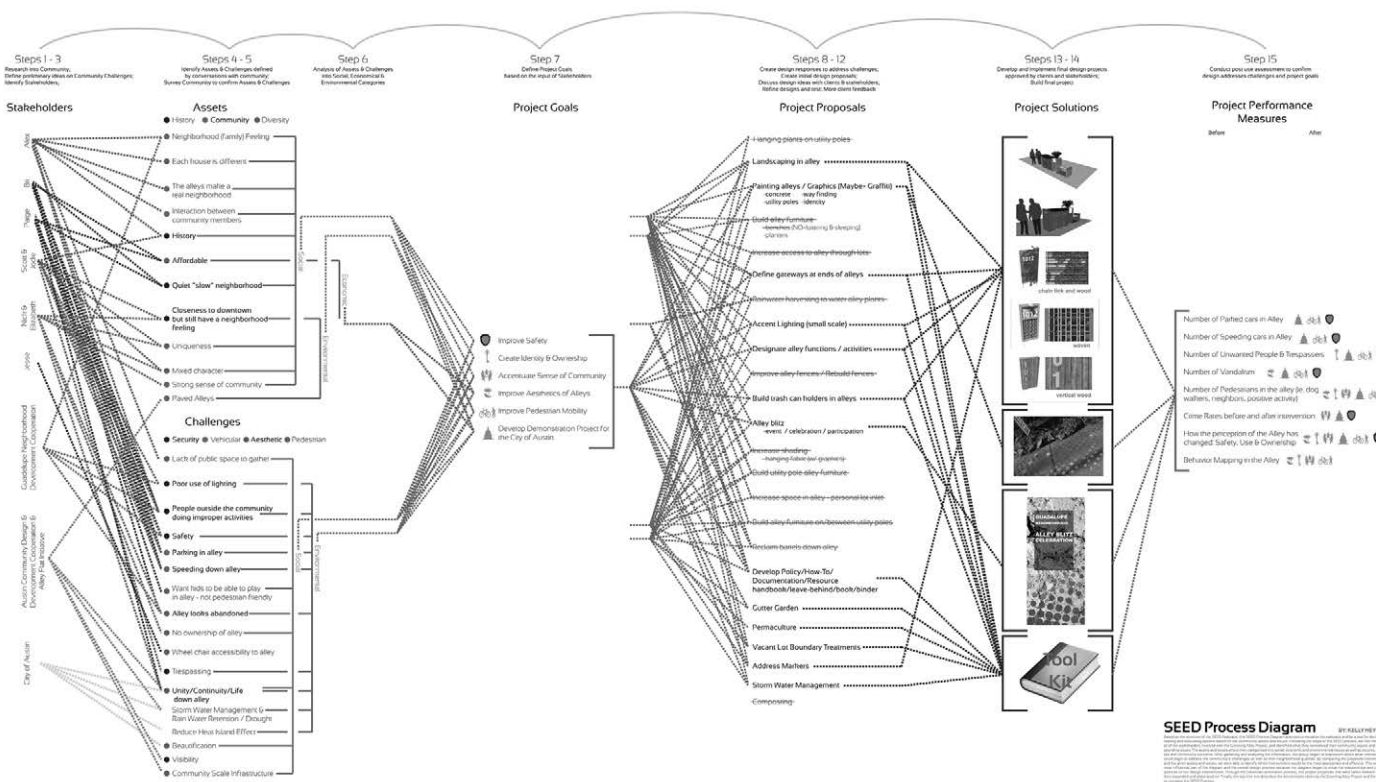 Steps 1 - 3
Research into Community;
Define preliminary ideas on Community Challenges;
Identify Stakeholders;
Steps 4 - 5
Identify Assets & Challenges defined
by conversations with community;
Survey Community to confirm Assets & Challenges
Step 6
Analysis of Assets & Challenges
into Social, Economical &
Environmental Categories
Step 7
Define Project Goals
based on the input of Stakeholders
Steps 8 - 12
Create design responses to address challenges;
Create initial design proposals;
Discuss design ideas with clients & stakeholders;
Refine designs and test; More client feedback
Steps 13 - 14
Develop and implement final design projects
approved by clients and stakeholders;
Build final project
Step 15
Conduct post use assessment to confirm
design addresses challenges and project goals
Stakeholders
Alex
Scott &
Jodie
Rich &
Elizabeth
Jesse
Guadalupe Neighborhood
Development Cooperation
Austin Community Design &
Development Cooperation &
Alley Flat Initiative
City of Austin
Assets
History Community Diversity
Neighborhood (family) Feeling
Each house is different
The alleys make a
real neighborhood
Interaction between
community members
History
Affordable
Quiet "slow" neighborhood
Closeness to downtown
but still have a neighborhood
feeling
Uniqueness
Mixed character
Strong sense of community
Paved Alleys
Social
Economic
Environmental
Challenges
Security Vehicular Aesthetic Pedestrian
Lack of public space to gather
Poor use of lighting
People outside the community
doing improper activities
Safety
Parking in alley
Speeding down alley
Want kids to be able to play
in alley - not pedestrian friendly
Alley looks abandoned
No ownership of alley
Wheel chair accessibility to alley
Trespassing
Unity/Continuity/Life
down alley
Storm Water Management &
Rain Water Retension / Drought
Reduce Heat Island Effect
Beautification
Visibility
Community Scale Infrastructure
Social
Environmental
Project Goals
Improve Safety
Create Identity & Ownership
Accentuate Sense of Community
Improve Aesthetics of Alleys
Improve Pedestrian Mobility
Develop Demonstration Project for
the City of Austin
Project Proposals
Hanging plants on utility poles
Landscaping in alley
Painting alleys / Graphics (Maybe- Graffiti)
-concrete -way finding
-utility poles -identity
Build alley furniture
-benches (NO-loitering & sleeping)
-planters
Increase access to alley through lots
Define gateways at ends of alleys
Rainwater harvesting to water alley plants
Accent Lighting (small scale)
Designate alley functions / activities
Improve alley fences / Rebuild fences
Build trash can holders in alleys
Alley blitz
-event / celebration / participation
Increase shading
-hanging fabric(w/ graphics)
Build utility pole alley furniture
Increase space in alley - personal lot inlet
Build alley furniture on/between utility poles
Reclaim barrels down alley
Develop Policy/How-To/
Documentation/Resource
handbook/leave-behind/book/binder
Gutter Garden
Permaculture
Vacant Lot Boundary Treatments
Address Markers
Storm Water Management
Composing
Project Solutions
chain link and wood
vertical wood
GUADALUPE
ALLEY BLITZ
CELEBRATION
Tool
Kit
Project Performance
Measures
Before After
Number of Parked cars in Alley
Number of Speeding cars in Alley
Number of Unwanted People & Trespassers
Number of Vandalism
Number of Pedestrians in the alley (ie. dog
walkers, neighbors, positive activity)
Crime Rates before and after intervention
How the perception of the Alley has
changed: Safety, Use & Ownership
Behavior Mapping in the Alley
SEED Process Diagram